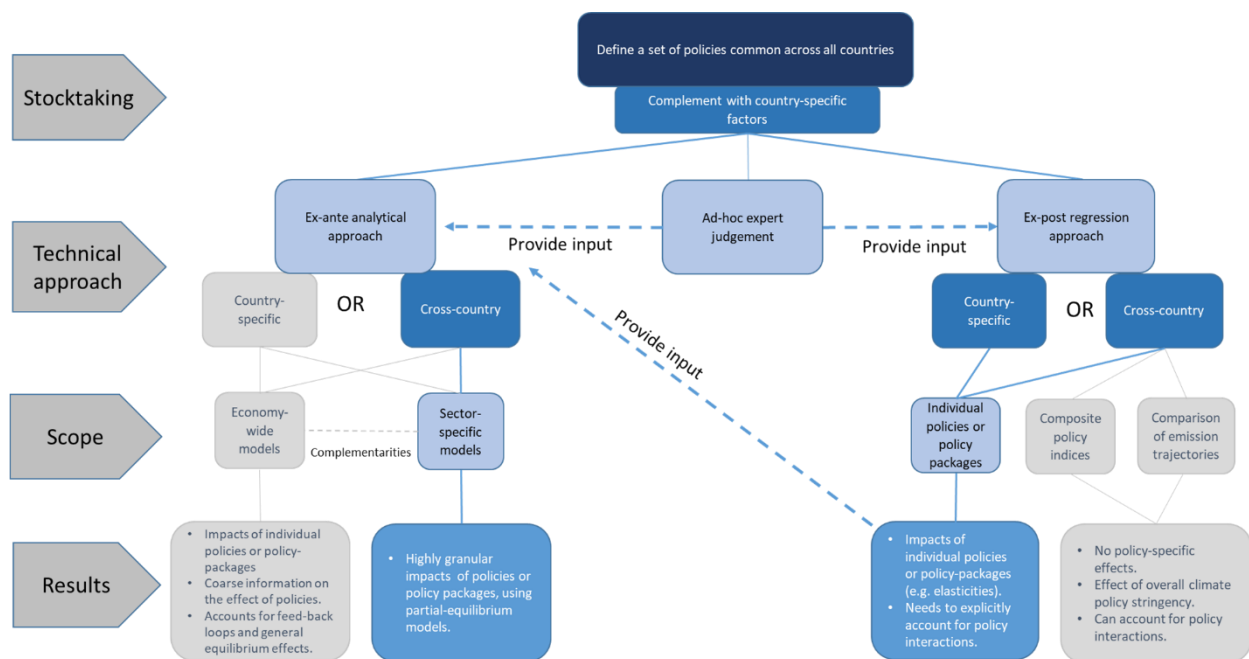 Stocktaking
Define a set of policies common across all countries
Complement with country-specific
factors
Technical
approach
Ex-ante analytical
approach
Provide input
Ad-hoc expert
judgement
Provide input
Ex-post regression
approach
Country-
specific
OR
Cross-country
Provide input
Country-
specific
OR
Cross-country
Scope
Economy-
wide
models
Complementarities
Sector-
specific
models
Individual
policies or
policy
packages
Composite
policy
indices
Comparison
of emission
trajectories
Results
• Impacts of individual
policies or policy-
packages
• Coarse information on
the effect of policies.
• Accounts for feed-back
loops and general
equilibrium effects.
• Highly granular
impacts of policies or
policy packages, using
partial-equilibrium
models.
• Impacts of
individual policies
or policy-packages
(e.g. elasticities).
• Needs to explicitly
account for policy
interactions.
• No policy-specific
effects.
• Effect of overall climate
policy stringency.
• Can account for policy
interactions.